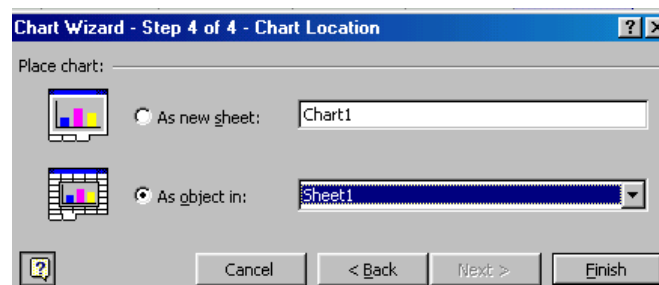 Chart Wizard - Step 4 of 4 - Chart Location
Place chart:
As new sheet: Chart1
As object in: Sheet1
Cancel < Back Next > Finish